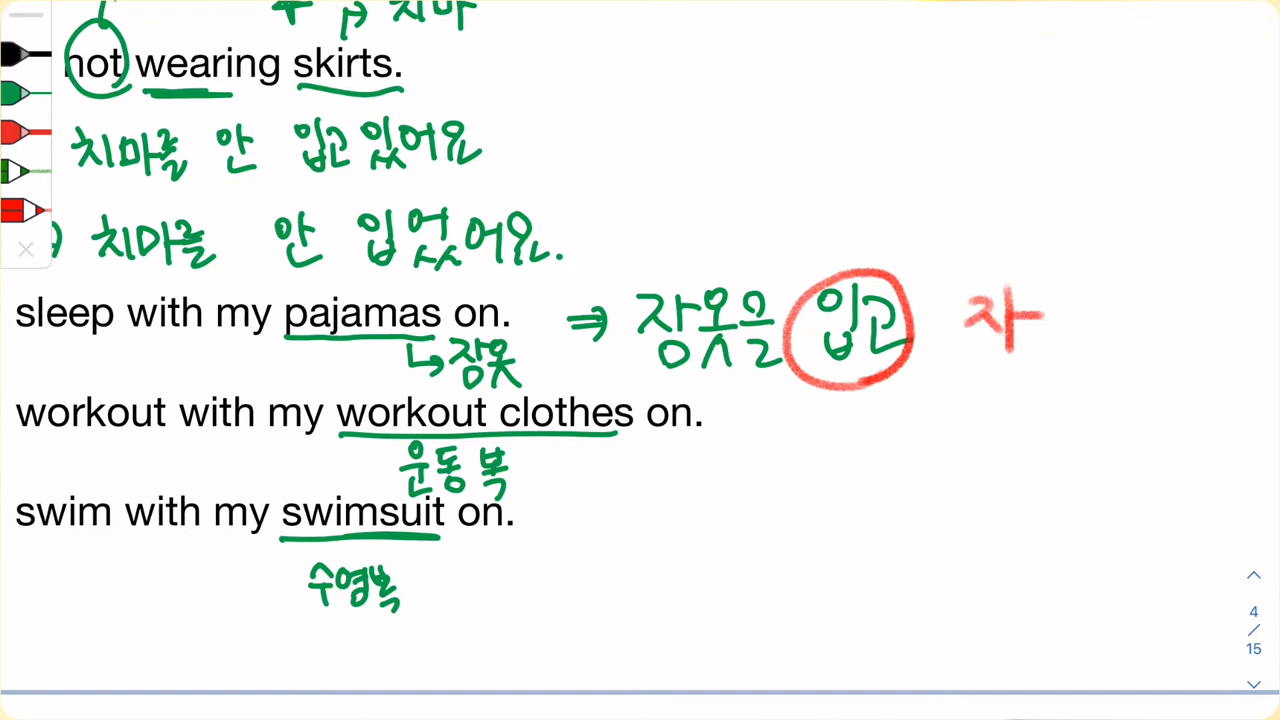 치마
not wearing skirts.
치마를 안 입고 있어요
치마를 안 입었어요.
sleep with my pajamas on. ⇒ 잠옷을 입고 자
잠옷
workout with my workout clothes on.
운동복
swim with my swimsuit on.
수영복
4
/
15